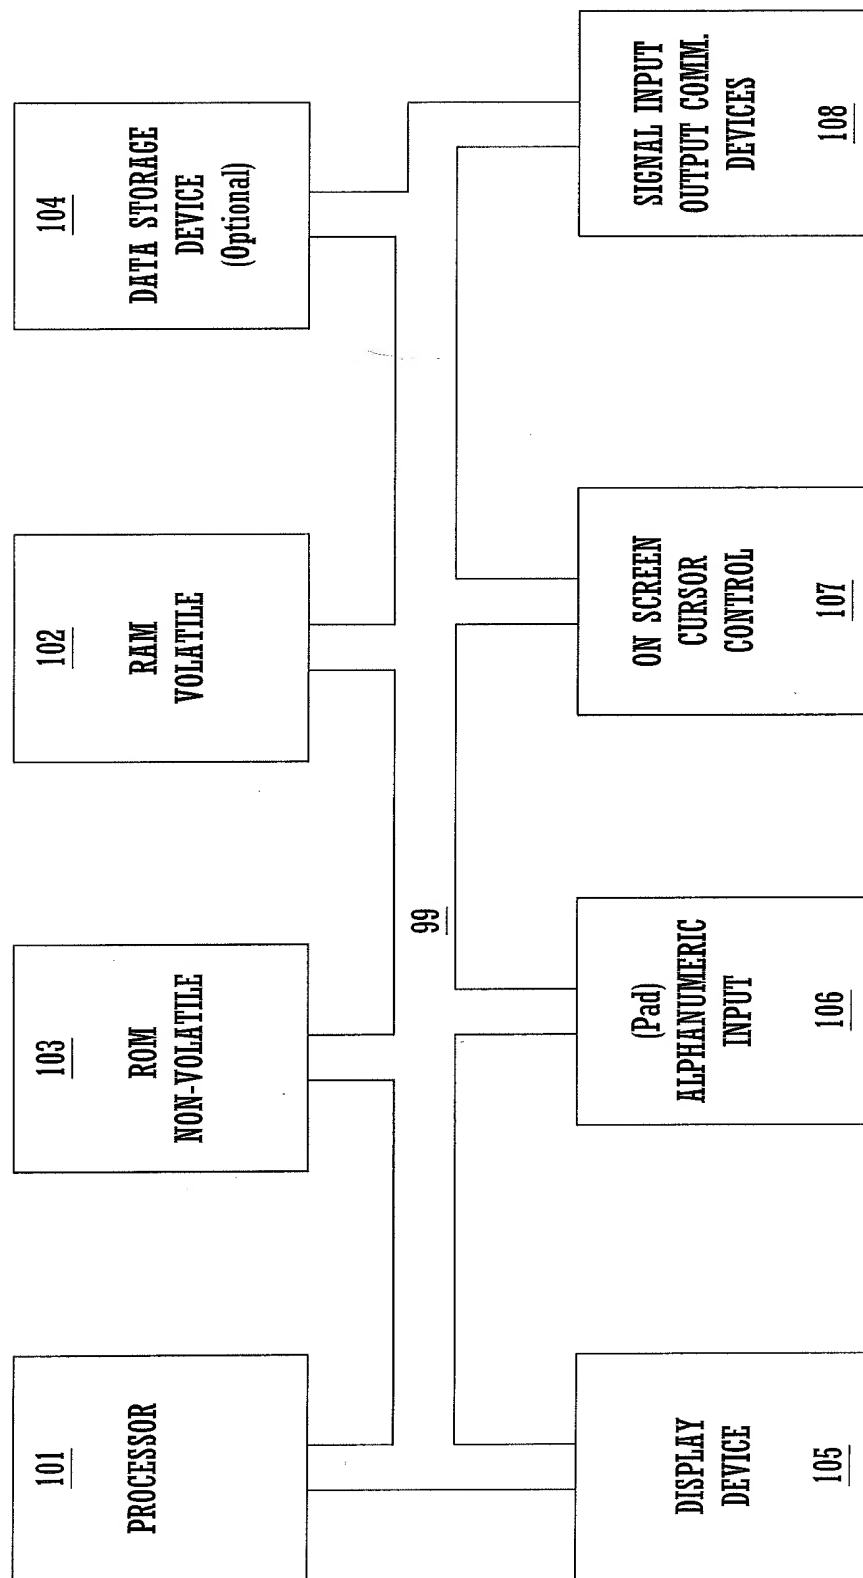 101
PROCESSOR
103
ROM
NON-VOLATILE
102
RAM
VOLATILE
104
DATA STORAGE
DEVICE
(Optional)
99
DISPLAY
DEVICE
105
(Pad)
ALPHANUMERIC
INPUT
106
ON SCREEN
CURSOR
CONTROL
107
SIGNAL INPUT
OUTPUT COMM.
DEVICES
108